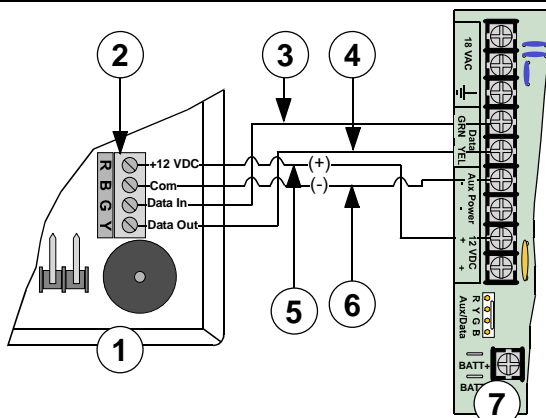 2
3
4
18 VAC
GRN
YEL
Data
R
B
G
Y
+12 VDC
Com
Data In
Data Out
(+)
(-)
Aux Power
-
-
+
+
12 VDC
5
6
1
Aux/Data
R Y G B
BATT+
BAT
7